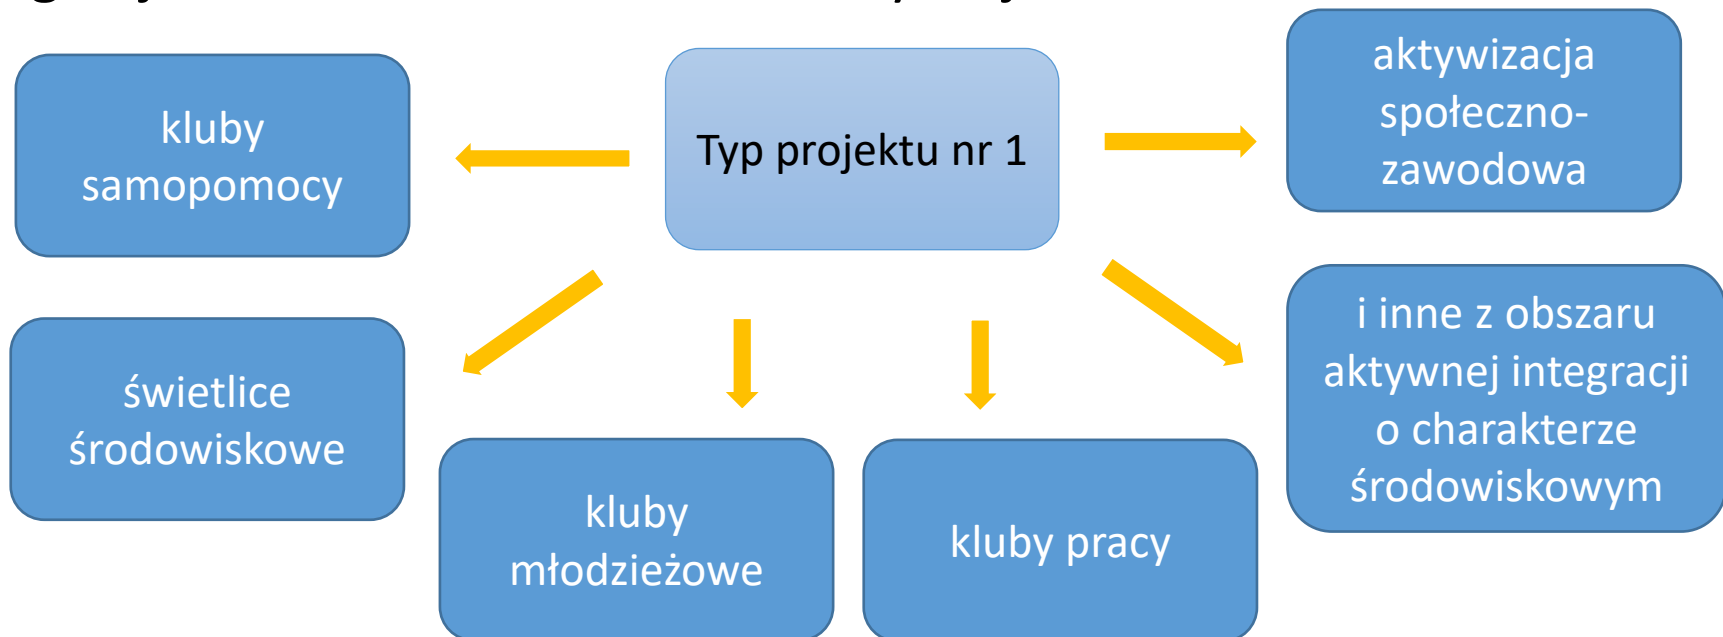 Typ projektu nr 1
kluby
samopomocy
aktywizacja
społeczno-
zawodowa
świetlice
środowiskowe
kluby
młodzieżowe
kluby pracy
i inne z obszaru
aktywnej integracji
o charakterze
środowiskowym